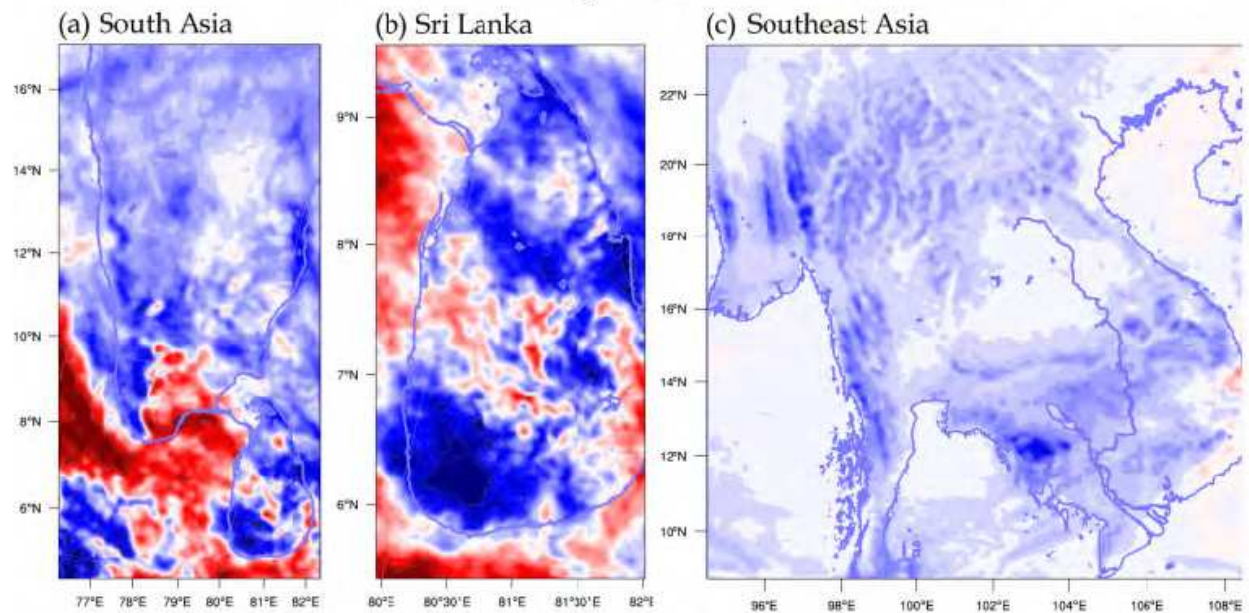 (a) South Asia
(b) Sri Lanka
(c) Southeast Asia
16°N
14°N
12°N
10°N
8°N
6°N
77°E
78°E
79°E
80°E
81°E
82°E
9°N
8°N
7°N
6°N
80°E
80°30'E
81°E
81°30'E
82°E
22°N
20°N
18°N
16°N
14°N
12°N
10°N
96°E
98°E
100°E
102°E
104°E
106°E
108°E